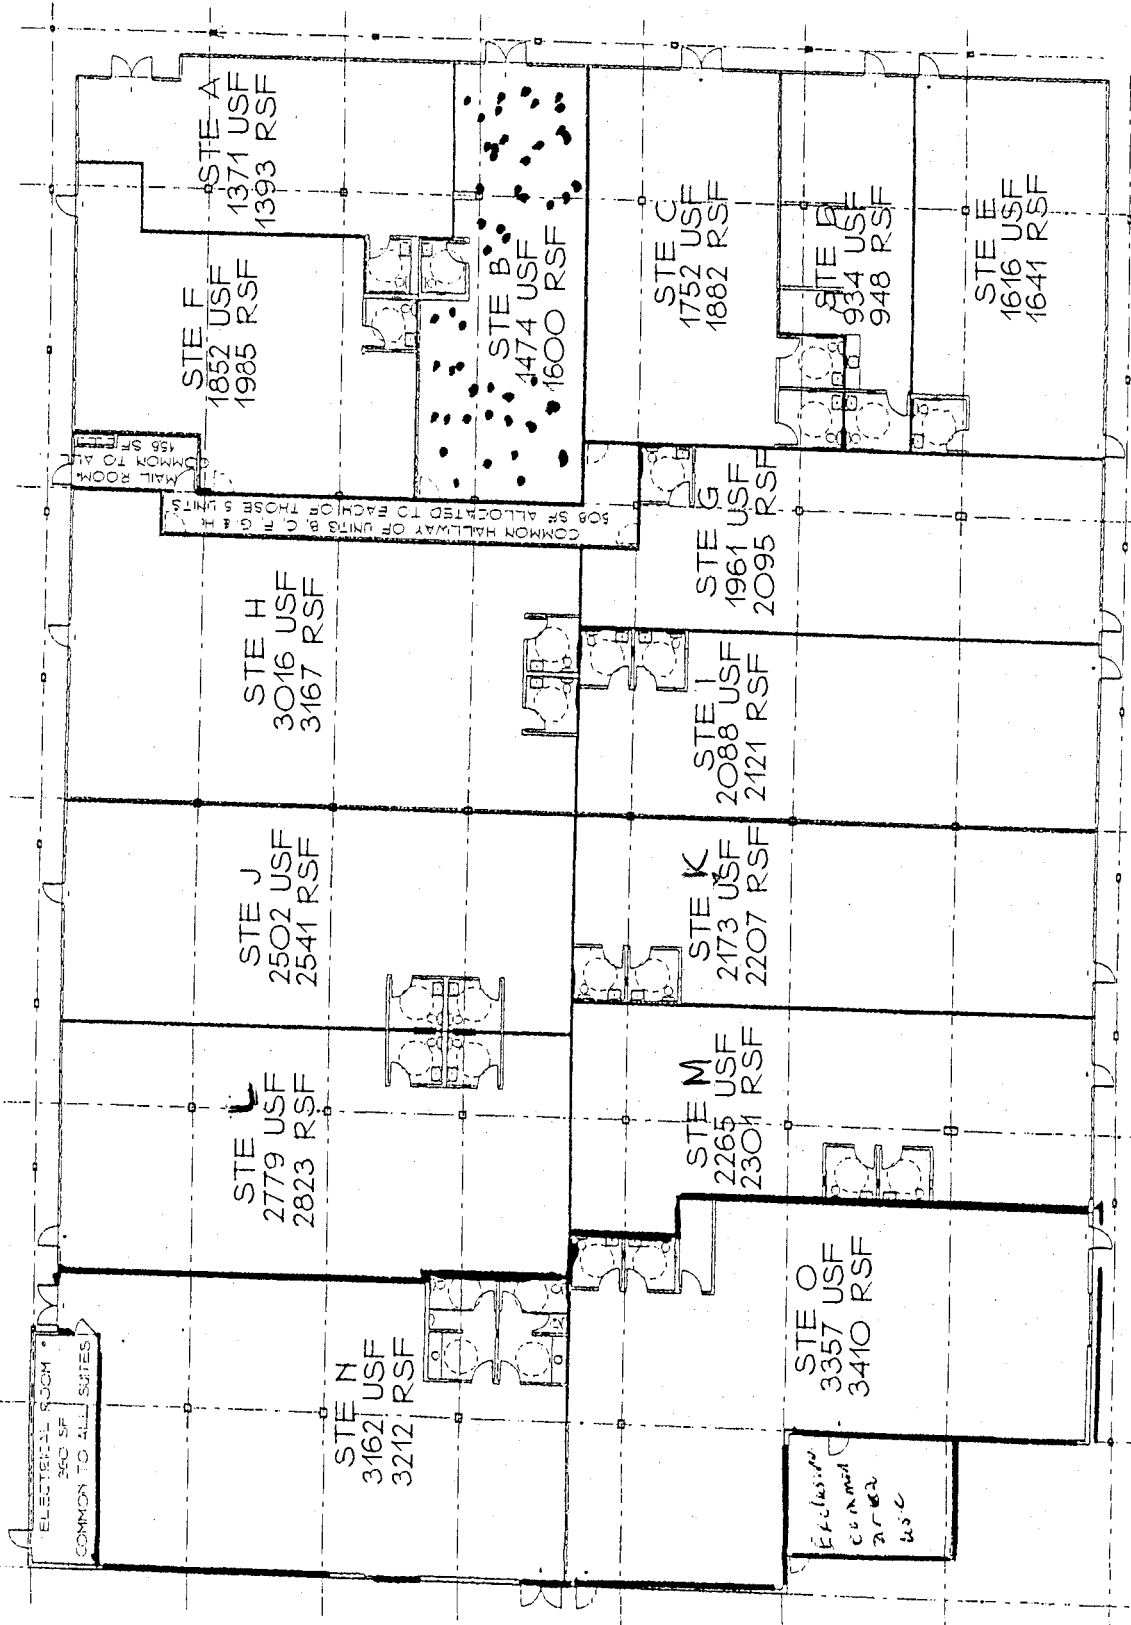 STE A
1371 USF
1393 RSF
STE B
1474 USF
1600 RSF
STE C
1752 USF
1882 RSF
STE D
934 USF
948 RSF
STE E
1616 USF
1641 RSF
STE F
1852 USF
1985 RSF
MAIL ROOM
COMMON TO ALL
156 SF
COMMON HALLWAY OF UNITS B, C, F, G & H
508 SF ALLOCATED TO EACH OF THOSE 5 UNITS
STE G
1961 USF
2095 RSF
STE H
3016 USF
3167 RSF
STE I
2088 USF
2121 RSF
STE J
2502 USF
2541 RSF
STE K
2173 USF
2207 RSF
STE L
2779 USF
2823 RSF
STE M
2265 USF
2301 RSF
STE N
3162 USF
3212 RSF
STE O
3357 USF
3410 RSF
ELECTRICAL ROOM
SF
COMMON TO ALL SUITES
Exclusive
common
area
use